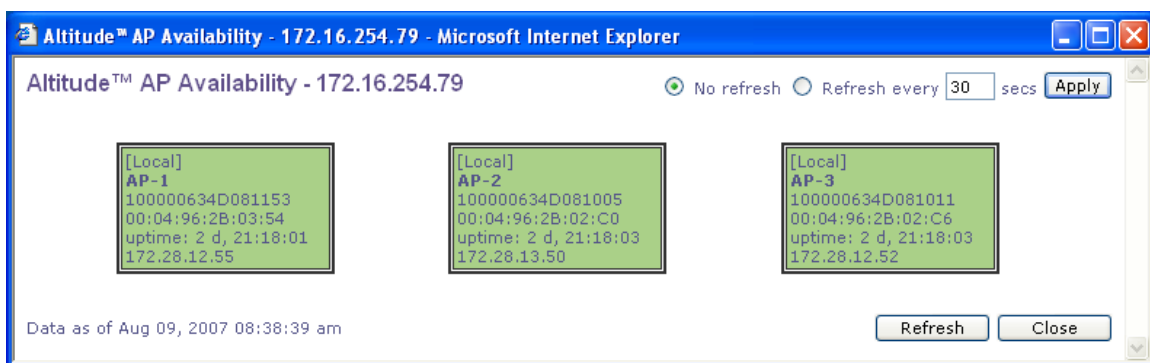 Altitude™ AP Availability - 172.16.254.79 - Microsoft Internet Explorer
Altitude™ AP Availability - 172.16.254.79
No refresh Refresh every 30 secs Apply
[Local]
AP-1
100000634D081153
00:04:96:2B:03:54
uptime: 2 d, 21:18:01
172.28.12.55
[Local]
AP-2
100000634D081005
00:04:96:2B:02:C0
uptime: 2 d, 21:18:03
172.28.13.50
[Local]
AP-3
100000634D081011
00:04:96:2B:02:C6
uptime: 2 d, 21:18:03
172.28.12.52
Data as of Aug 09, 2007 08:38:39 am
Refresh Close